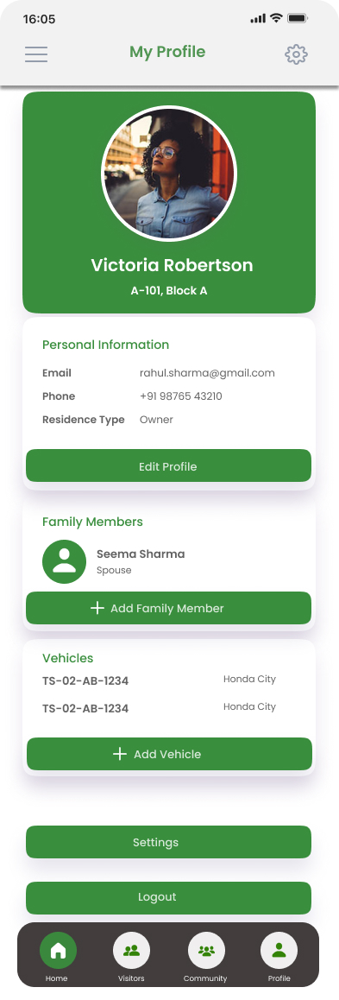 16:05
My Profile
Victoria Robertson
A-101, Block A
Personal Information
Email rahul.sharma@gmail.com
Phone +91 98765 43210
Residence Type Owner
Edit Profile
Family Members
Seema Sharma
Spouse
Add Family Member
Vehicles
TS-02-AB-1234 Honda City
TS-02-AB-1234 Honda City
Add Vehicle
Settings
Logout
Home Visitors Community Profile